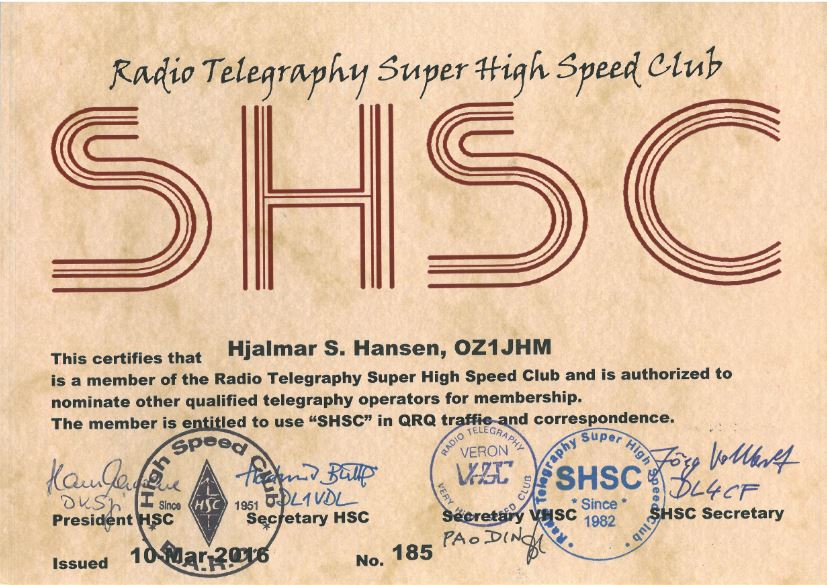 Radio Telegraphy Super High Speed Club
SHSC
This certifies that Hjalmar S. Hansen, OZ1JHM
is a member of the Radio Telegraphy Super High Speed Club and is authorized to
nominate other qualified telegraphy operators for membership.
The member is entitled to use “SHSC” in QRQ traffic and correspondence.
High Speed Club
Since HSC 1951
RADIO TELEGRAPHY
VERON
VHSC
Radio Telegraphy Super High Speed Club
SHSC
* Since *
1982
DL1VDL
DL4CF
President HSC
Secretary HSC
Secretary VHSC
SHSC Secretary
PA0DIN
Issued 10-Mar-2016
No. 185